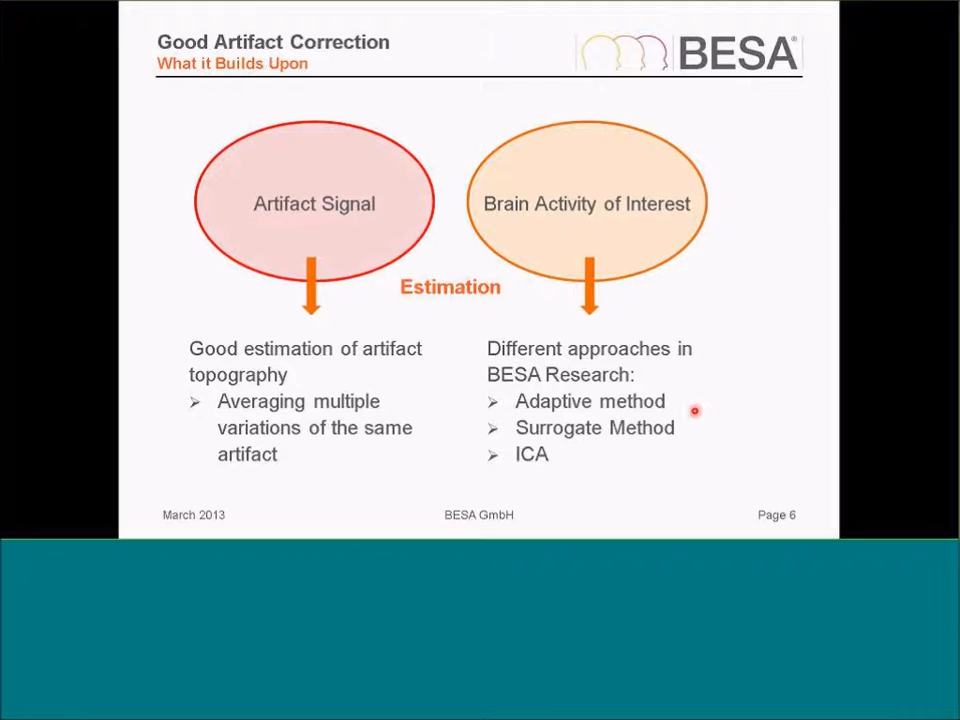 Good Artifact Correction
What it Builds Upon
BESA®
Artifact Signal
Brain Activity of Interest
Estimation
Good estimation of artifact
topography
➢ Averaging multiple
variations of the same
artifact
Different approaches in
BESA Research:
➢ Adaptive method
➢ Surrogate Method
➢ ICA
March 2013
BESA GmbH
Page 6